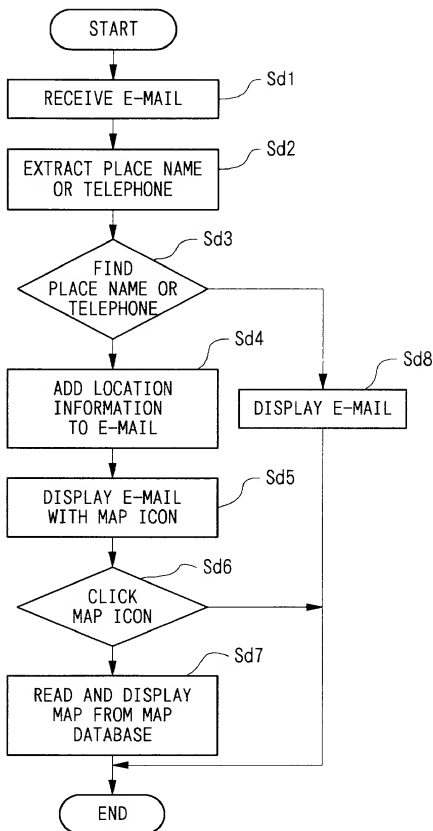 START
Sd1
RECEIVE E-MAIL
Sd2
EXTRACT PLACE NAME
OR TELEPHONE
Sd3
FIND
PLACE NAME OR
TELEPHONE
Sd4
ADD LOCATION
INFORMATION
TO E-MAIL
Sd8
DISPLAY E-MAIL
Sd5
DISPLAY E-MAIL
WITH MAP ICON
Sd6
CLICK
MAP ICON
Sd7
READ AND DISPLAY
MAP FROM MAP
DATABASE
END